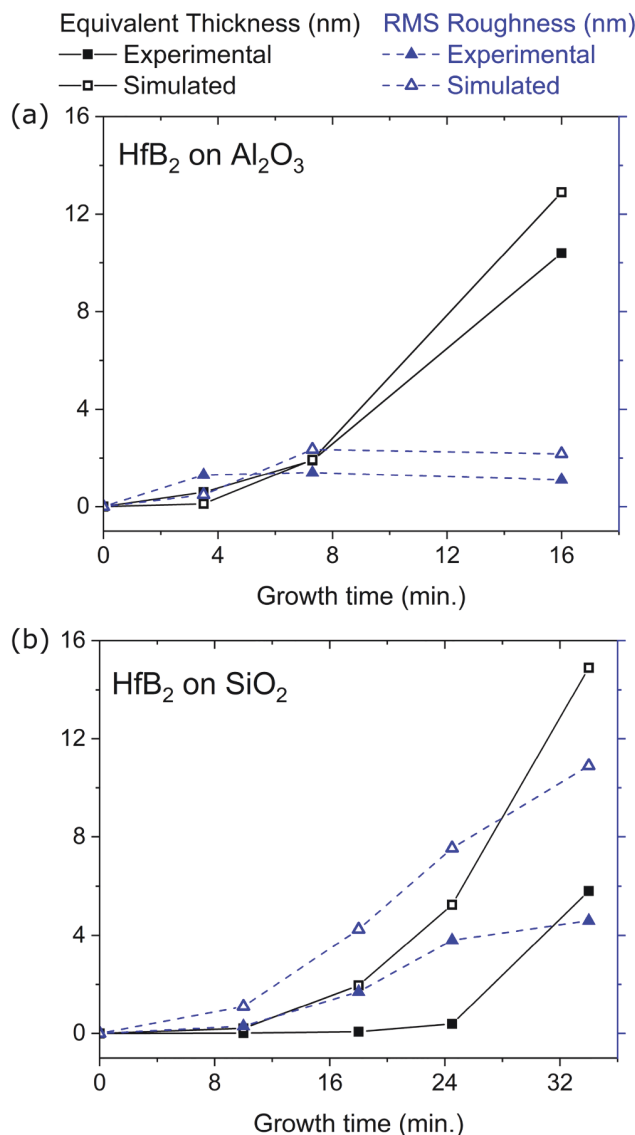 Equivalent Thickness (nm) RMS Roughness (nm)
Experimental Experimental
Simulated Simulated
(a)
HfB₂ on Al₂O₃
16
12
8
4
0
0 4 8 12 16
Growth time (min.)
(b)
HfB₂ on SiO₂
16
12
8
4
0
0 8 16 24 32
Growth time (min.)